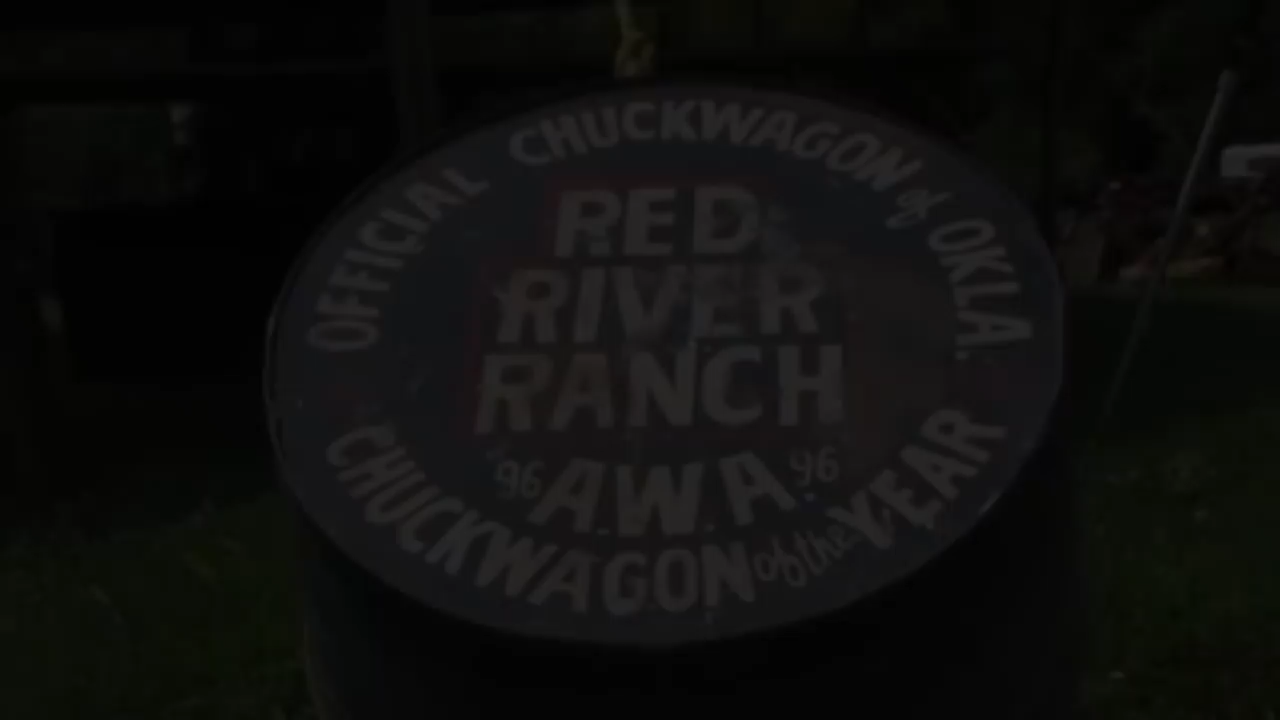 OFFICIAL CHUCKWAGON of OKLA.
RED
RIVER
RANCH
'96 A.W.A. 96
CHUCKWAGON of the YEAR